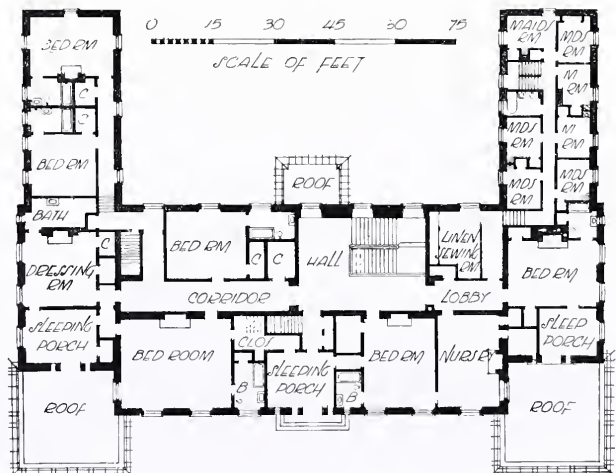 0 15 30 45 60 75
SCALE OF FEET
BED RM
C
C
BED RM
BATH
C
DRESSING
RM
SLEEPING
PORCH
ROOF
MAIDS
RM
MDS
RM
M
RM
MDS
RM
M
RM
MDS
RM
MDS
RM
ROOF
BED RM
C
C
HALL
LINEN
SEWING
RM
BED RM
CORRIDOR
LOBBY
SLEEP
PORCH
BED ROOM
CLOS
B
SLEEPING
PORCH
B
BED RM
NURSE
ROOF